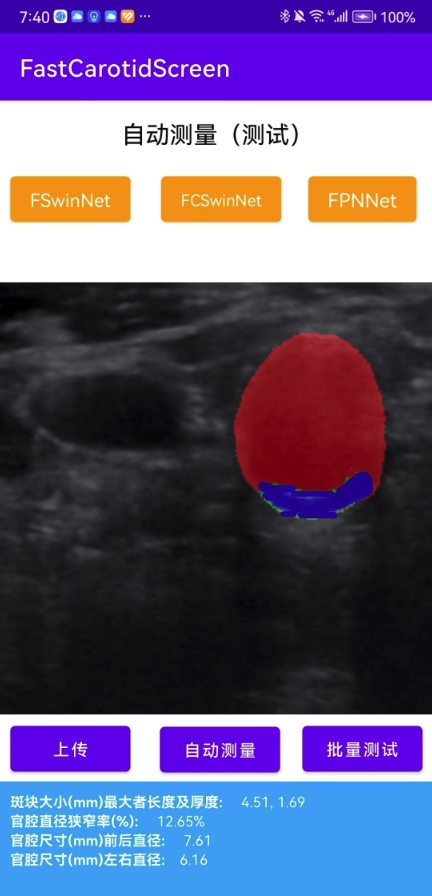 7:40 ··· 4G 100%
FastCarotidScreen
自动测量（测试）
FSwinNet FCSwinNet FPNNet
上传 自动测量 批量测试
斑块大小(mm)最大者长度及厚度: 4.51, 1.69
官腔直径狭窄率(%): 12.65%
官腔尺寸(mm)前后直径: 7.61
官腔尺寸(mm)左右直径: 6.16